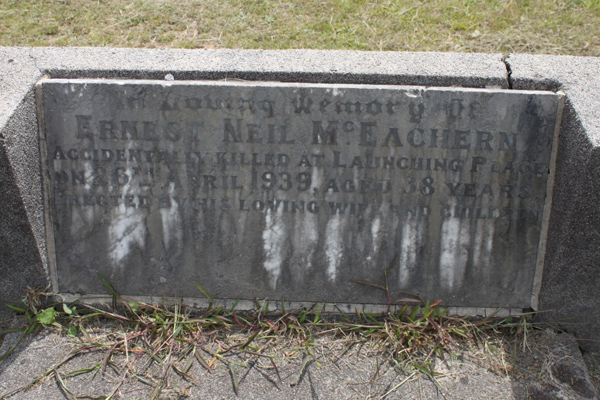 In Loving Memory Of
ERNEST NEIL McEACHERN
ACCIDENTALLY KILLED AT LAUNCHING PLACE
ON 26TH APRIL 1939, AGED 38 YEARS.
ERECTED BY HIS LOVING WIFE AND CHILDREN